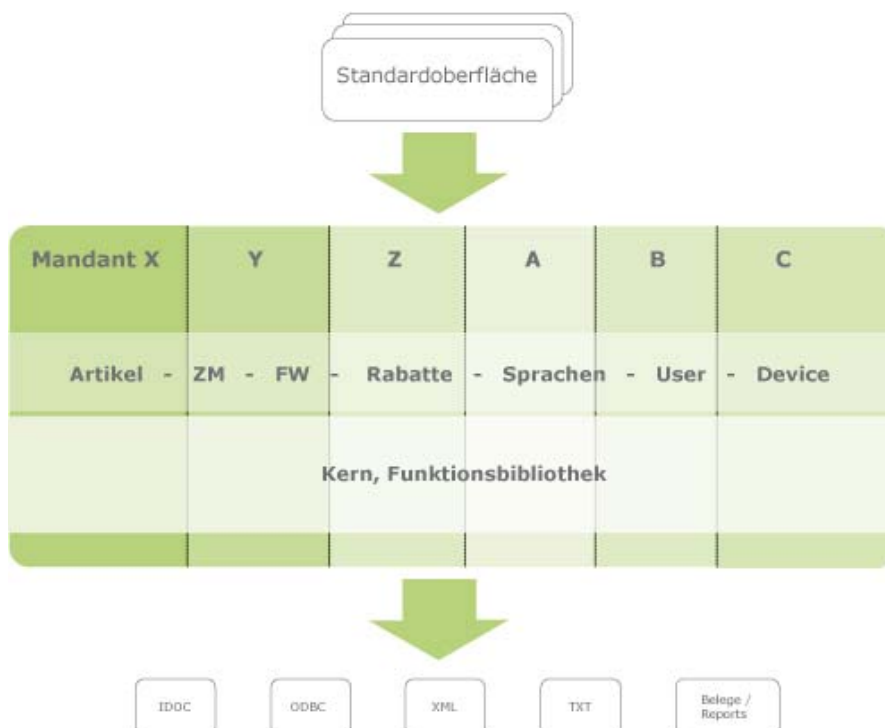 Standardoberfläche
Mandant X Y Z A B C
Artikel - ZM - FW - Rabatte - Sprachen - User - Device
Kern, Funktionsbibliothek
IDOC ODBC XML TXT Belege /
Reports